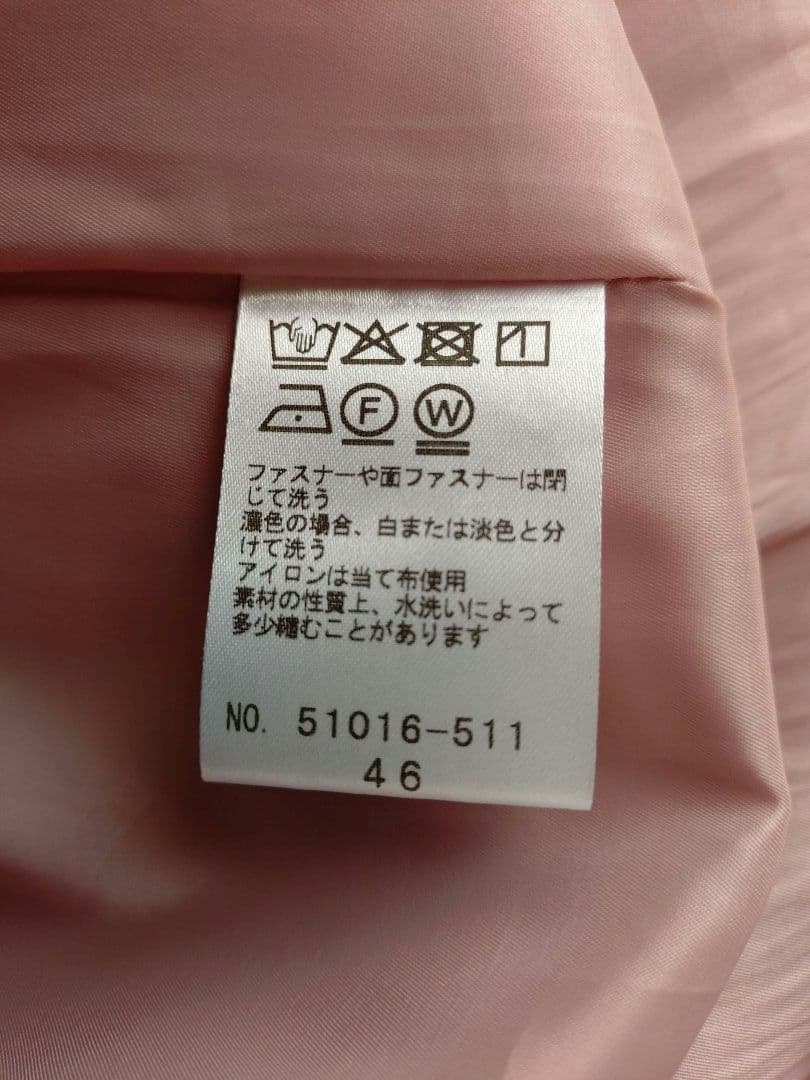 F W
ファスナーや面ファスナーは閉
じて洗う
濃色の場合、白または淡色と分
けて洗う
アイロンは当て布使用
素材の性質上、水洗いによって
多少縮むことがあります
NO. 51016-511
46